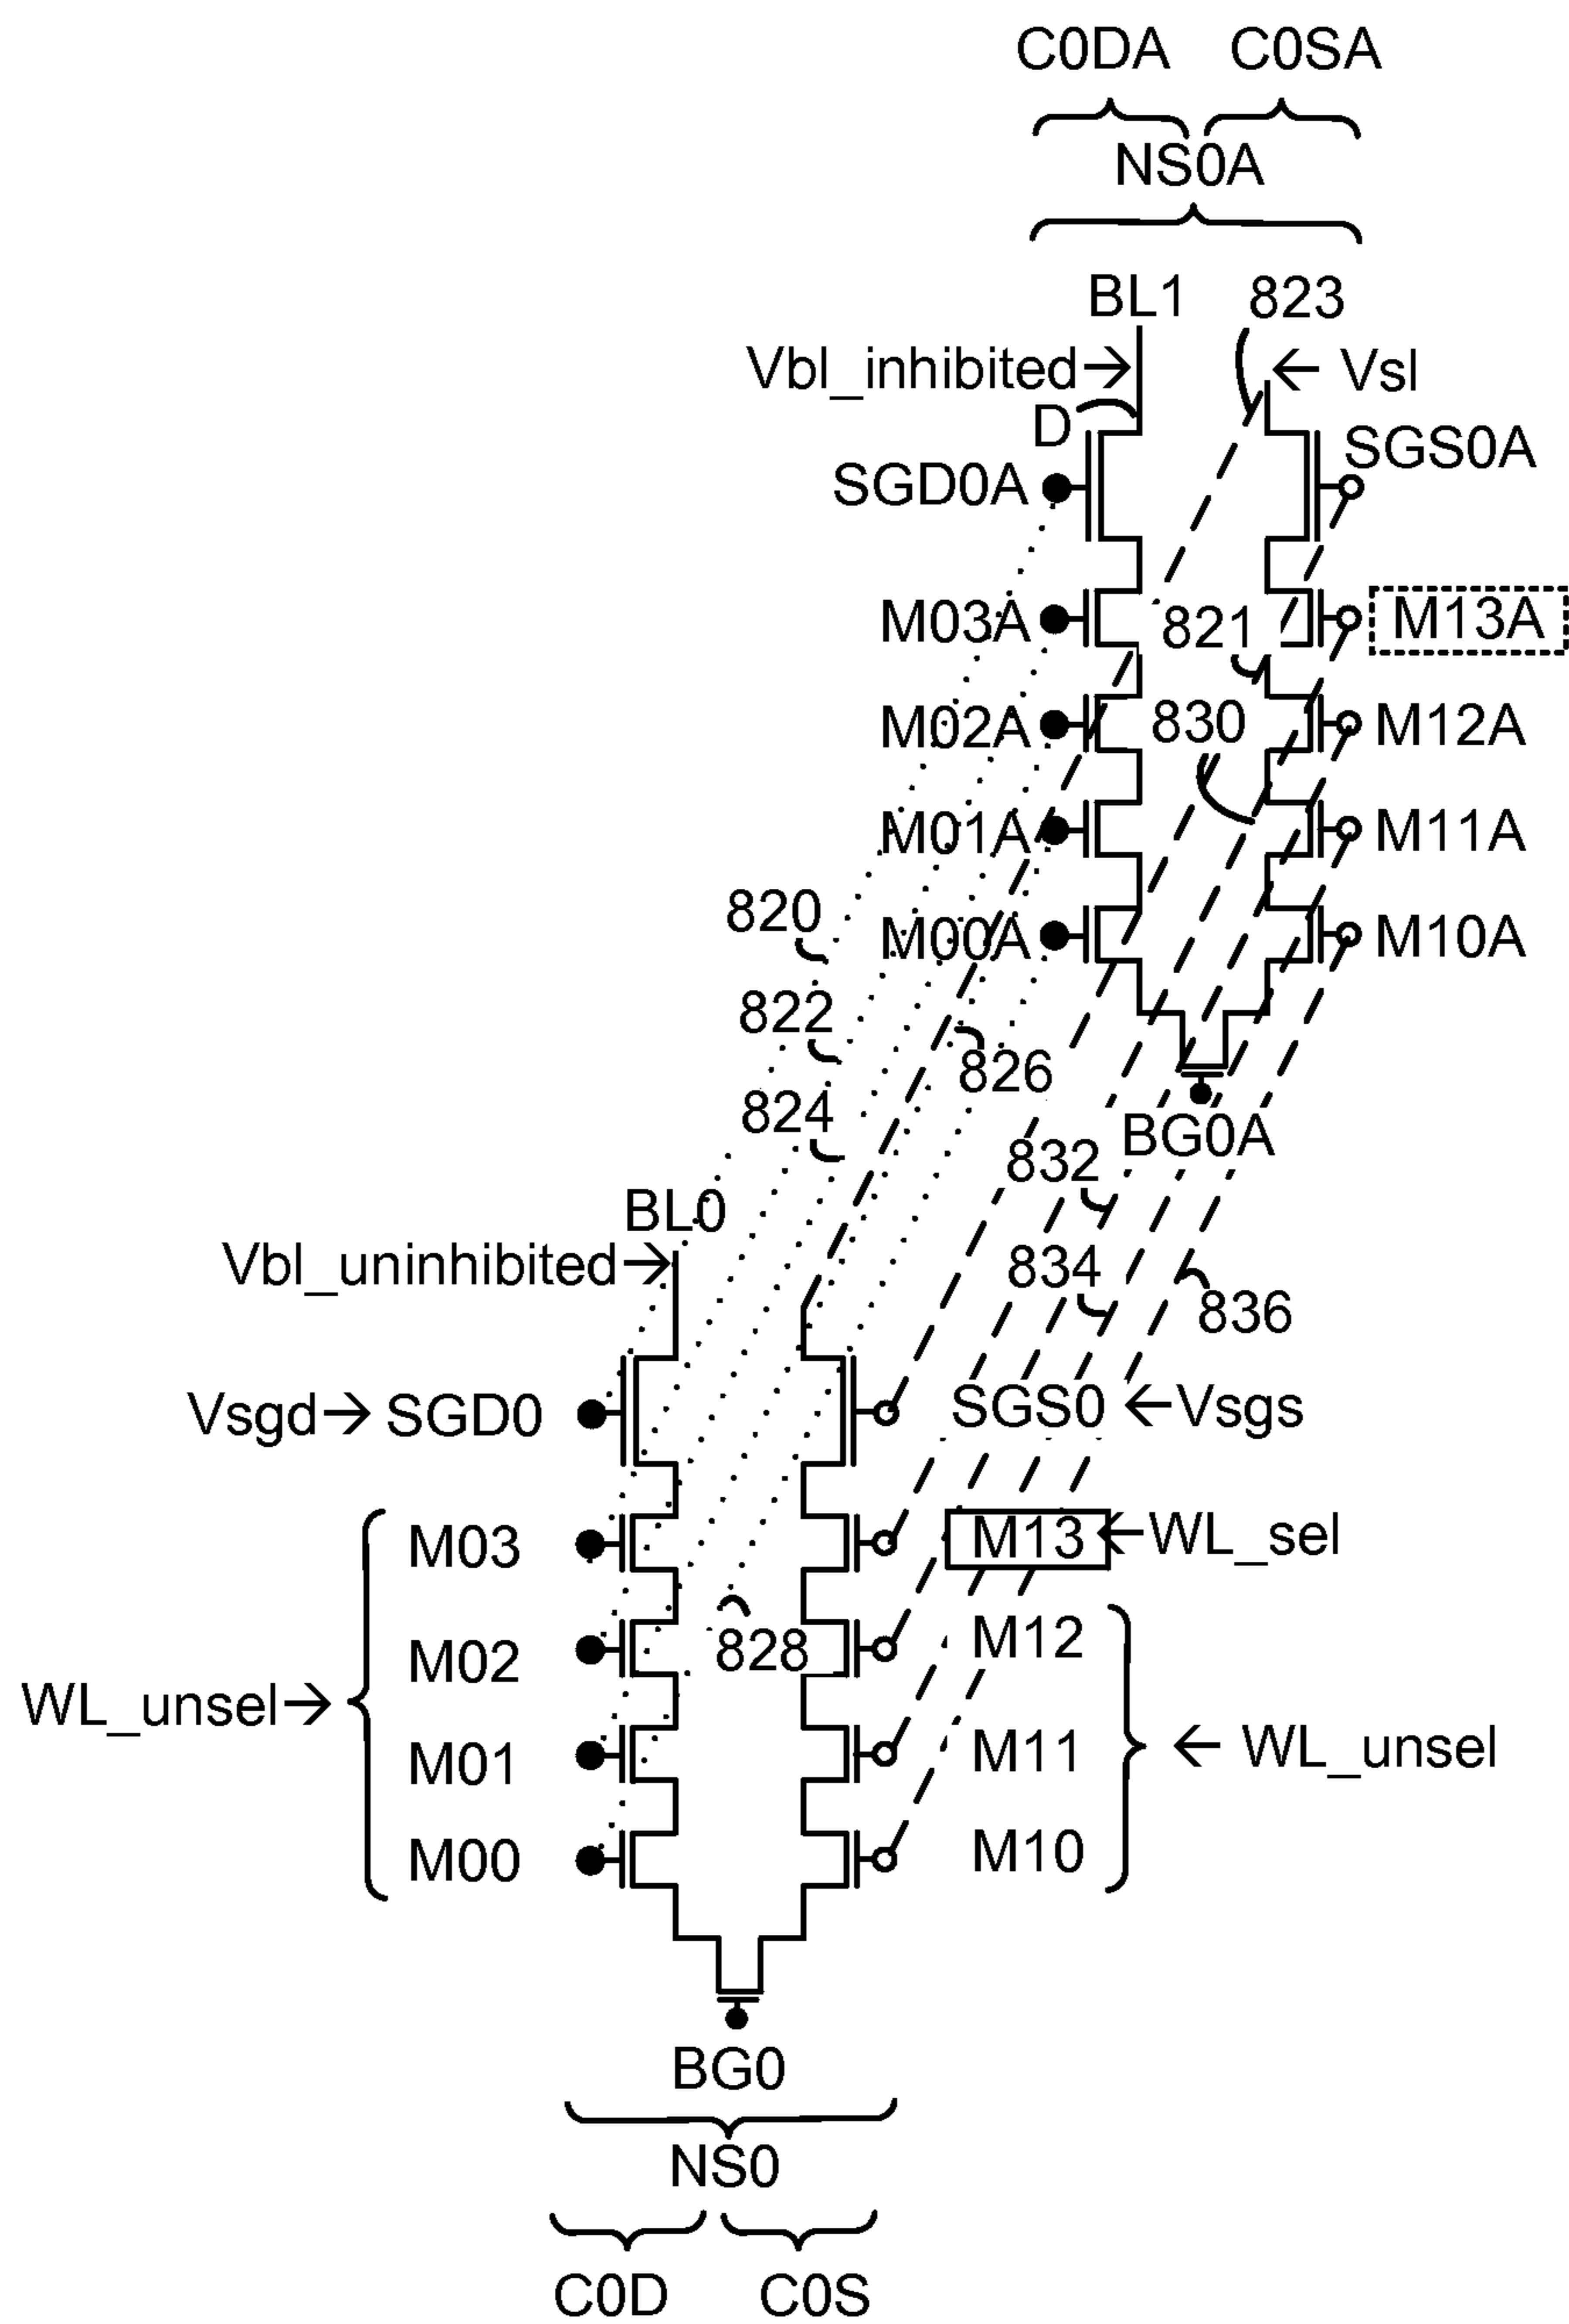 C0DA C0SA
NS0A
BL1 823
Vbl_inhibited→ ← Vsl
D
SGD0A SGS0A
M03A 821 M13A
M02A 830 M12A
M01A M11A
820
M00A M10A
822
826
824
BG0A
832
BL0
Vbl_uninhibited→
834
836
Vsgd→ SGD0 SGS0 ←Vsgs
M03 M13 ←WL_sel
M02 828 M12
WL_unsel→
M01 M11 ← WL_unsel
M00 M10
BG0
NS0
C0D C0S